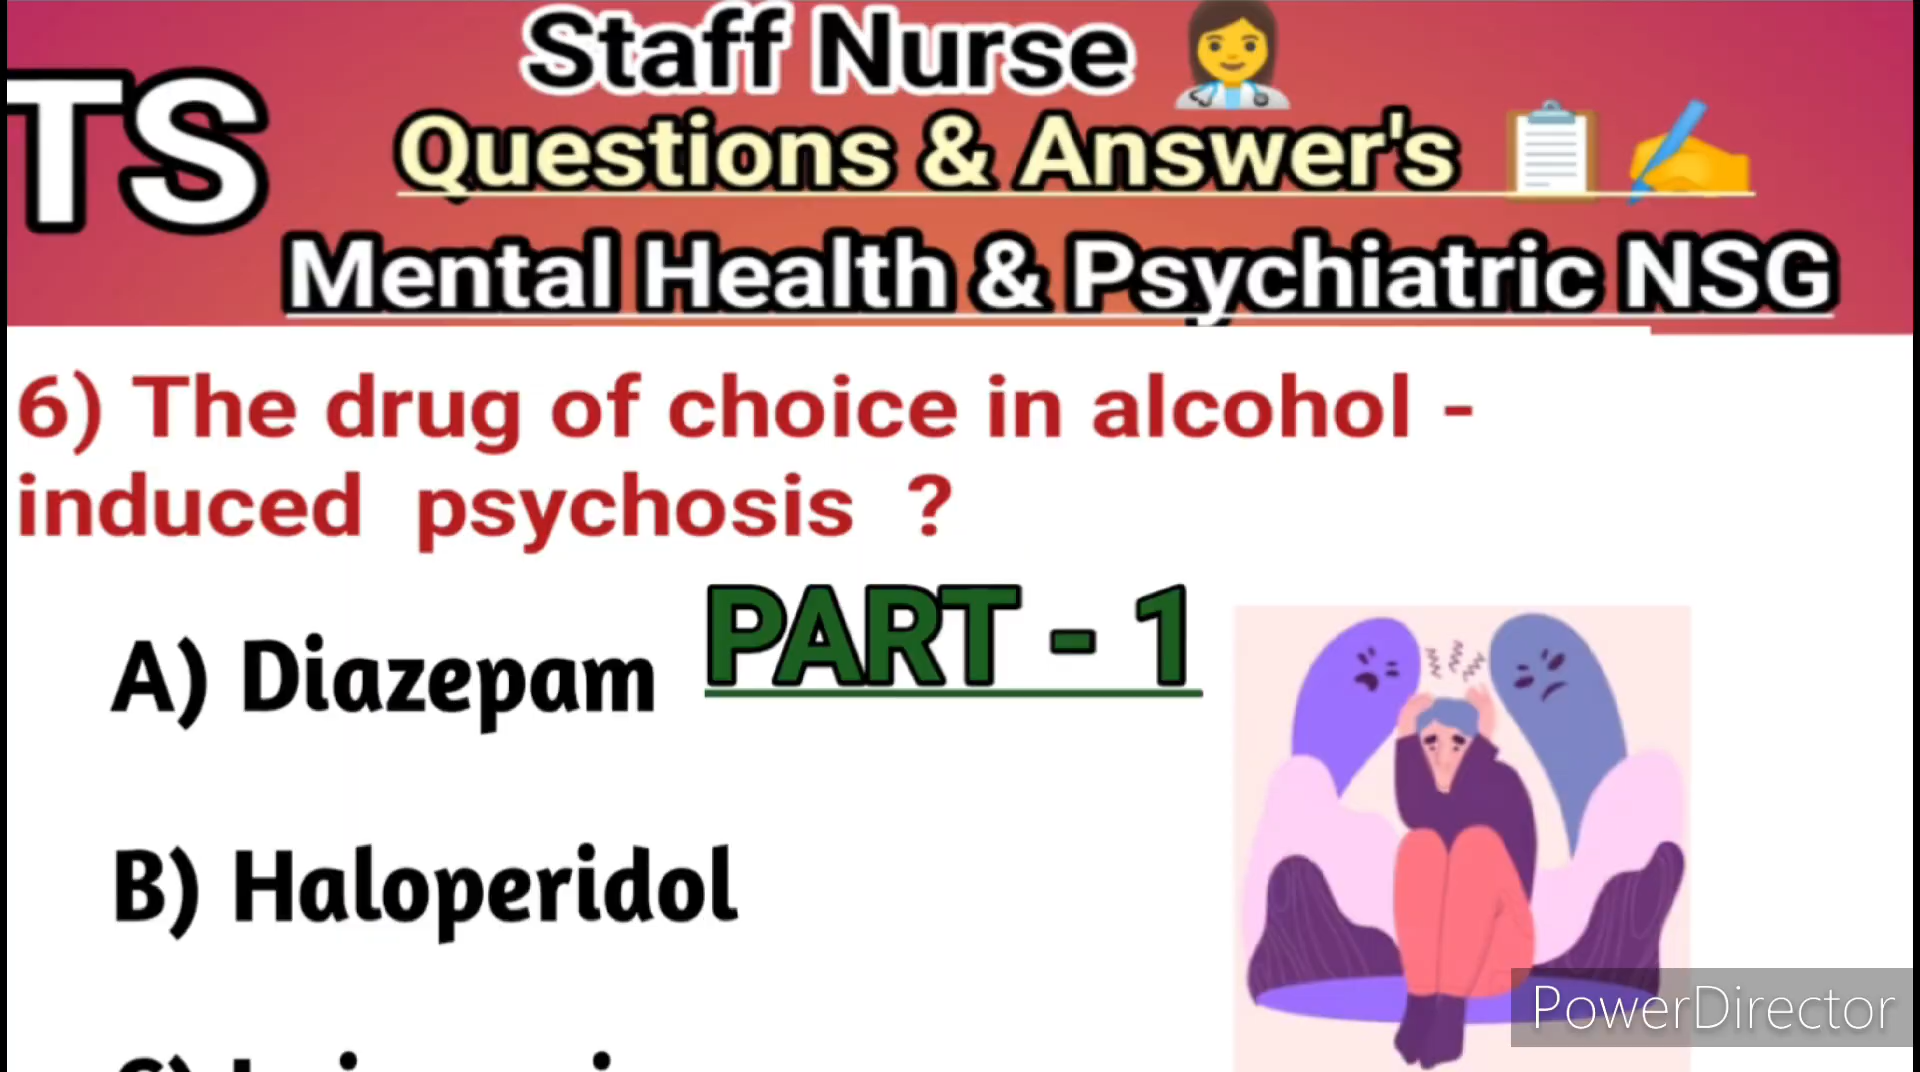 Staff Nurse
TS
Questions & Answer's
Mental Health & Psychiatric NSG
6) The drug of choice in alcohol -
induced psychosis ?
PART - 1
A) Diazepam
B) Haloperidol
PowerDirector